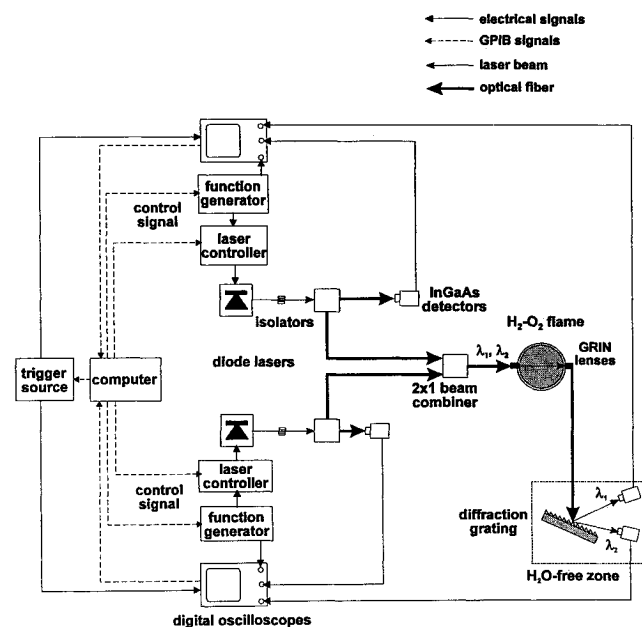 electrical signals
GPIB signals
laser beam
optical fiber
function
generator
control
signal
laser
controller
isolators
InGaAs
detectors
H₂-O₂ flame
diode lasers
λ₁, λ₂
GRIN
lenses
trigger
source
computer
2x1 beam
combiner
laser
controller
control
signal
function
generator
diffraction
grating
λ₁
λ₂
H₂O-free zone
digital oscilloscopes